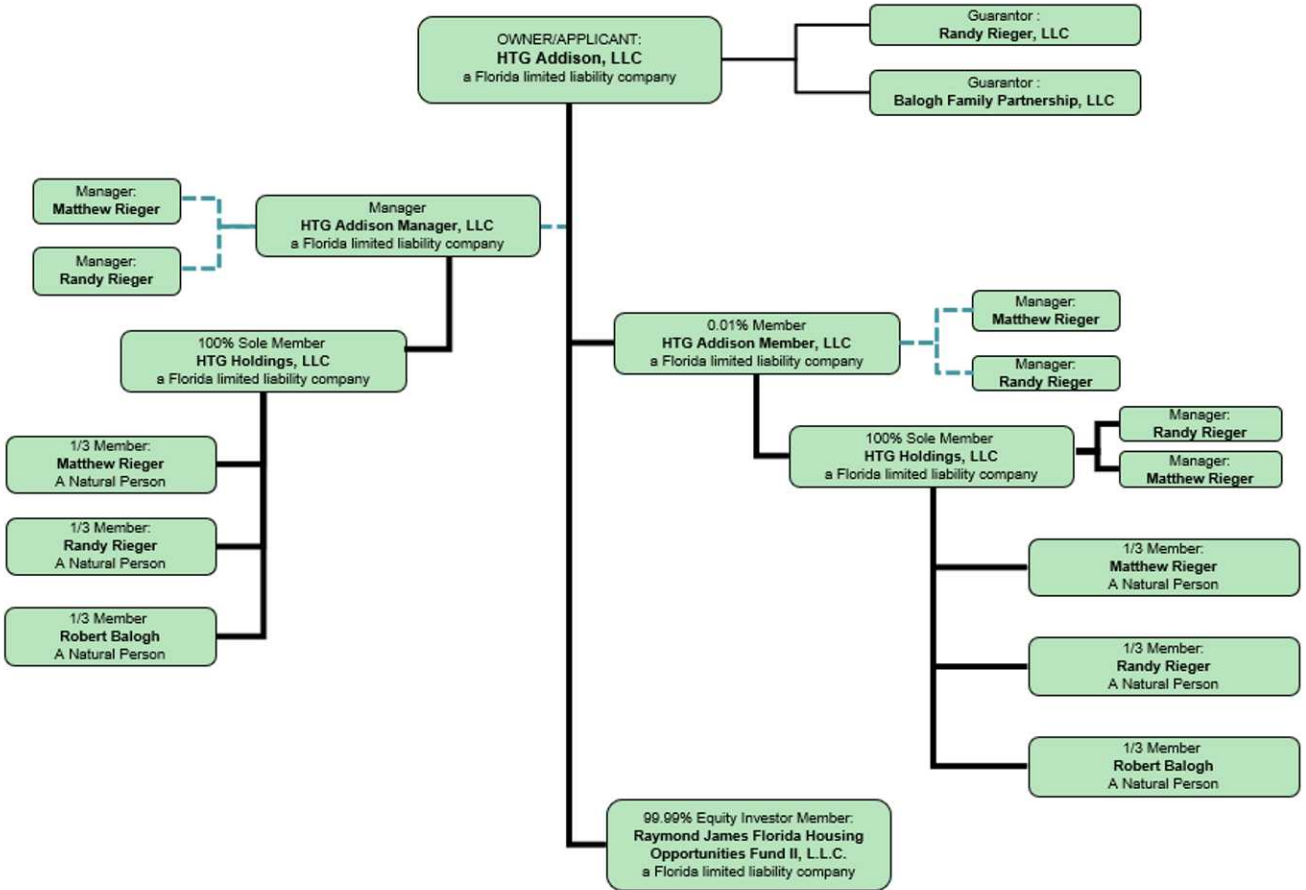 OWNER/APPLICANT:
HTG Addison, LLC
a Florida limited liability company
Guarantor :
Randy Rieger, LLC
Guarantor :
Balogh Family Partnership, LLC
Manager:
Matthew Rieger
Manager:
Randy Rieger
Manager
HTG Addison Manager, LLC
a Florida limited liability company
100% Sole Member
HTG Holdings, LLC
a Florida limited liability company
1/3 Member:
Matthew Rieger
A Natural Person
1/3 Member:
Randy Rieger
A Natural Person
1/3 Member
Robert Balogh
A Natural Person
0.01% Member
HTG Addison Member, LLC
a Florida limited liability company
Manager:
Matthew Rieger
Manager:
Randy Rieger
100% Sole Member
HTG Holdings, LLC
a Florida limited liability company
Manager:
Randy Rieger
Manager:
Matthew Rieger
1/3 Member:
Matthew Rieger
A Natural Person
1/3 Member:
Randy Rieger
A Natural Person
1/3 Member
Robert Balogh
A Natural Person
99.99% Equity Investor Member:
Raymond James Florida Housing
Opportunities Fund II, L.L.C.
a Florida limited liability company